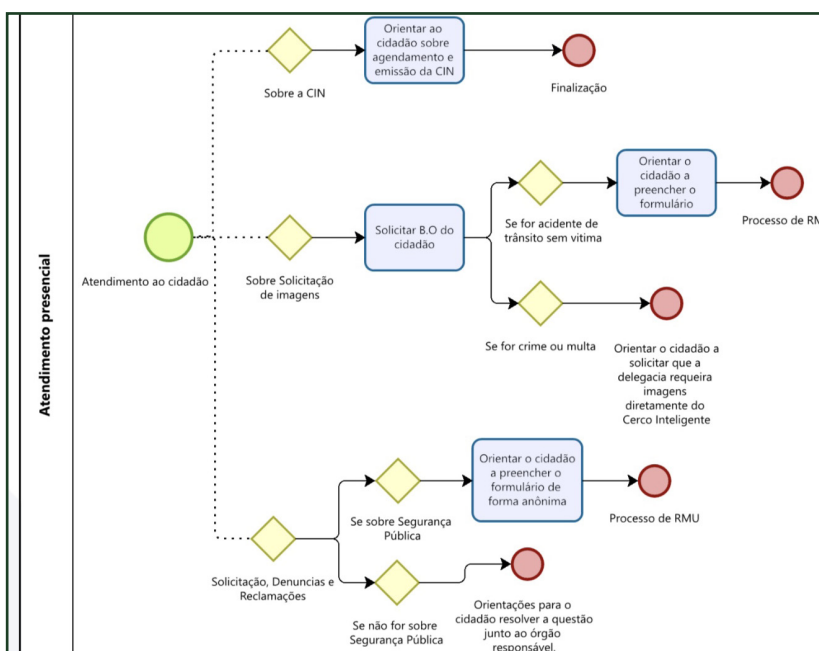 Atendimento presencial
Orientar ao
cidadão sobre
agendamento e
emissão da CIN
Sobre a CIN
Finalização
Atendimento ao cidadão
Sobre Solicitação
de imagens
Solicitar B.O do
cidadão
Se for acidente de
trânsito sem vitima
Orientar o
cidadão a
preencher o
formulário
Processo de RM
Se for crime ou multa
Orientar o cidadão a
solicitar que a
delegacia requeira
imagens
diretamente do
Cerco Inteligente
Solicitação, Denuncias e
Reclamações
Se sobre Segurança
Pública
Orientar o cidadão
a preencher o
formulário de
forma anônima
Processo de RMU
Se não for sobre
Segurança Pública
Orientações para o
cidadão resolver a questão
junto ao órgão
responsável.